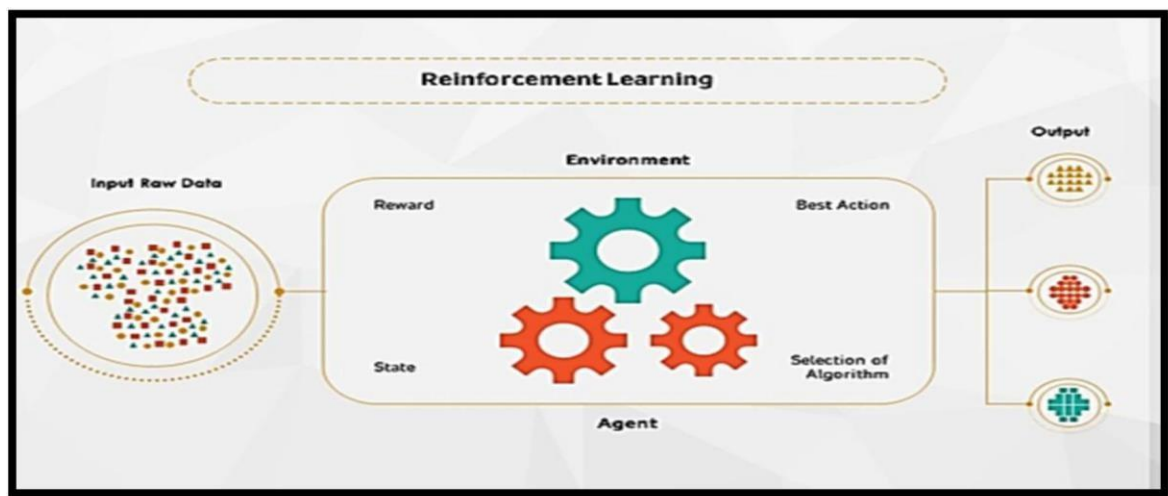 Reinforcement Learning
Output
Environment
Input Raw Data
Reward
Best Action
State
Selection of
Algorithm
Agent